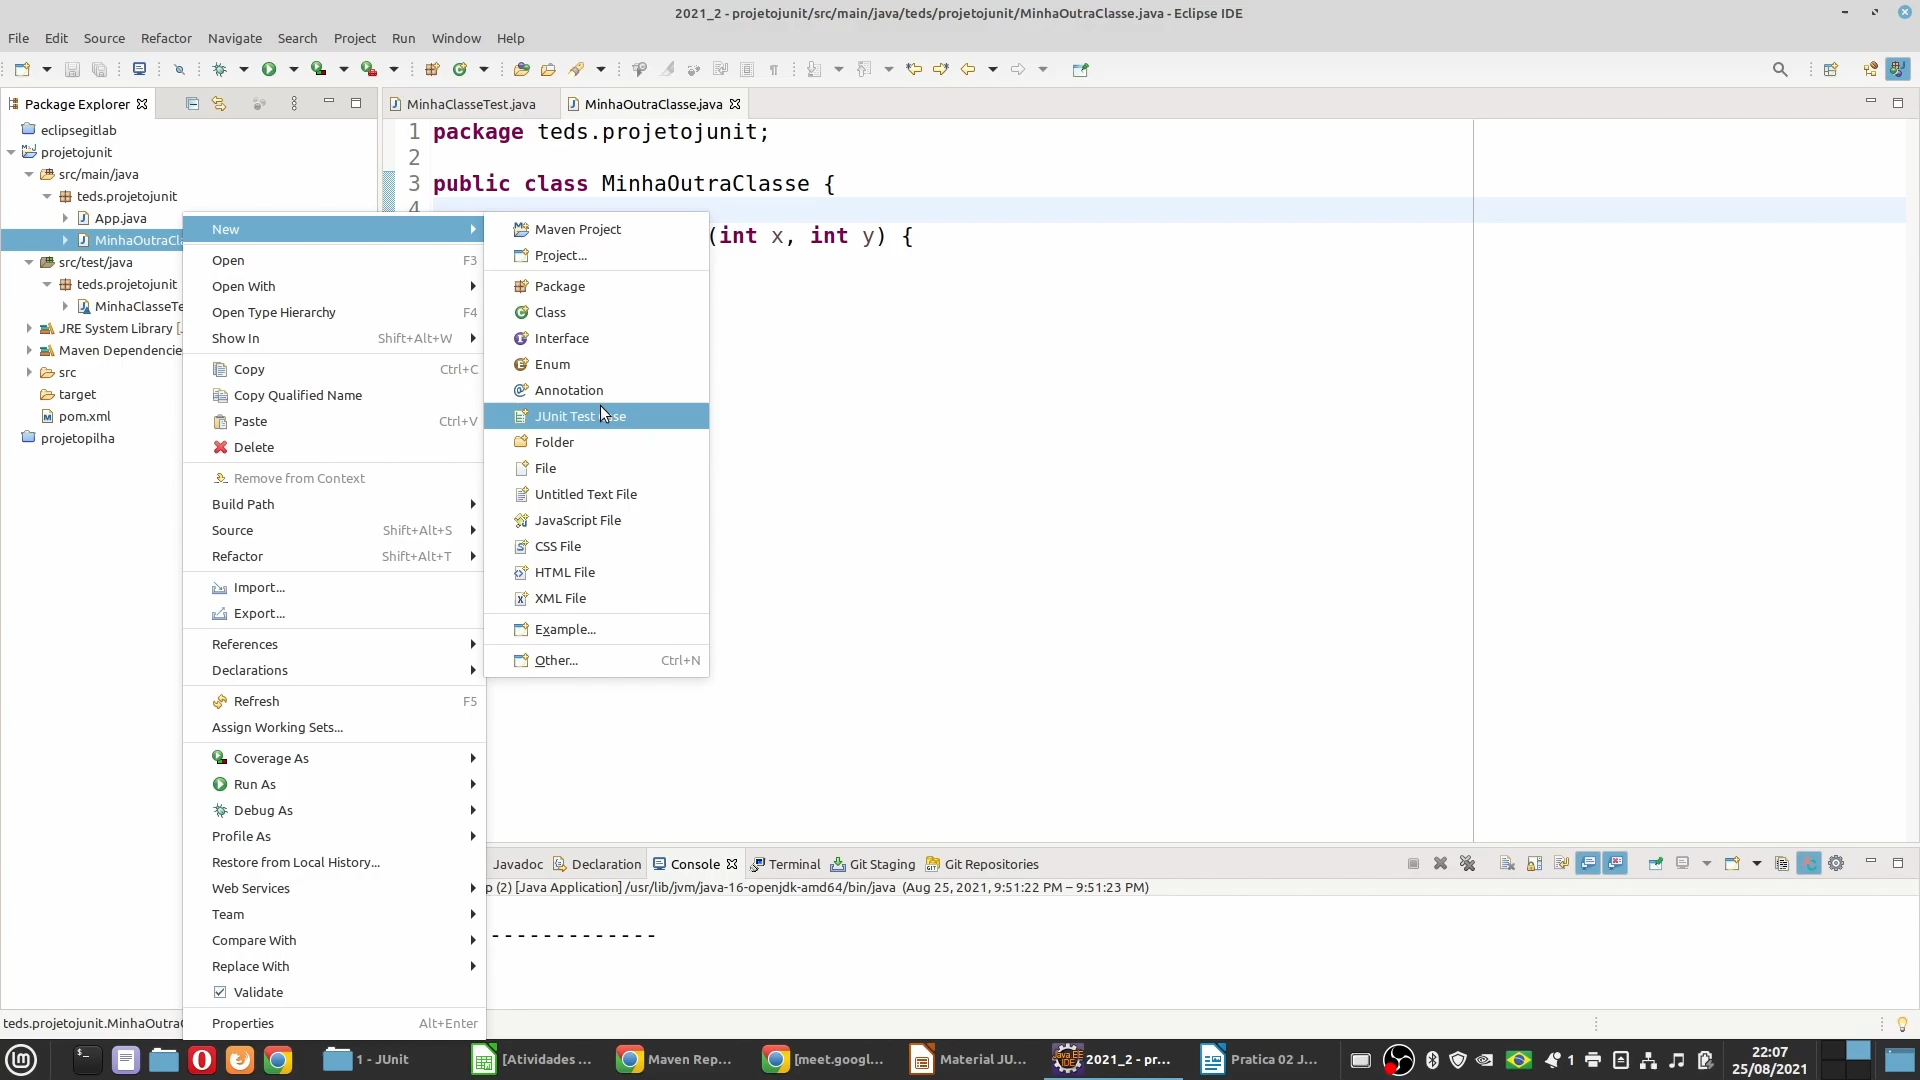 2021_2 - projetojunit/src/main/java/teds/projetojunit/MinhaOutraClasse.java - Eclipse IDE
File Edit Source Refactor Navigate Search Project Run Window Help
Package Explorer
MinhaClasseTest.java
MinhaOutraClasse.java
eclipsegitlab
projetojunit
src/main/java
teds.projetojunit
App.java
MinhaOutraCla
src/test/java
teds.projetojunit
MinhaClasseTe
JRE System Library [
Maven Dependencie
src
target
pom.xml
projetopilha
1 package teds.projetojunit;
2
3 public class MinhaOutraClasse {
4
(int x, int y) {
New
Open F3
Open With
Open Type Hierarchy F4
Show In Shift+Alt+W
Copy Ctrl+C
Copy Qualified Name
Paste Ctrl+V
Delete
Remove from Context
Build Path
Source Shift+Alt+S
Refactor Shift+Alt+T
Import...
Export...
References
Declarations
Refresh F5
Assign Working Sets...
Coverage As
Run As
Debug As
Profile As
Restore from Local History...
Web Services
Team
Compare With
Replace With
Validate
Properties Alt+Enter
Maven Project
Project...
Package
Class
Interface
Enum
Annotation
JUnit Test Case
Folder
File
Untitled Text File
JavaScript File
CSS File
HTML File
XML File
Example...
Other... Ctrl+N
Javadoc Declaration Console Terminal Git Staging Git Repositories
p (2) [Java Application] /usr/lib/jvm/java-16-openjdk-amd64/bin/java (Aug 25, 2021, 9:51:22 PM – 9:51:23 PM)
-------------
teds.projetojunit.MinhaOutraC
1 - JUnit
[Atividades ...
Maven Rep...
[meet.googl...
Material JU...
2021_2 - pr...
Pratica 02 J...
1
22:07
25/08/2021